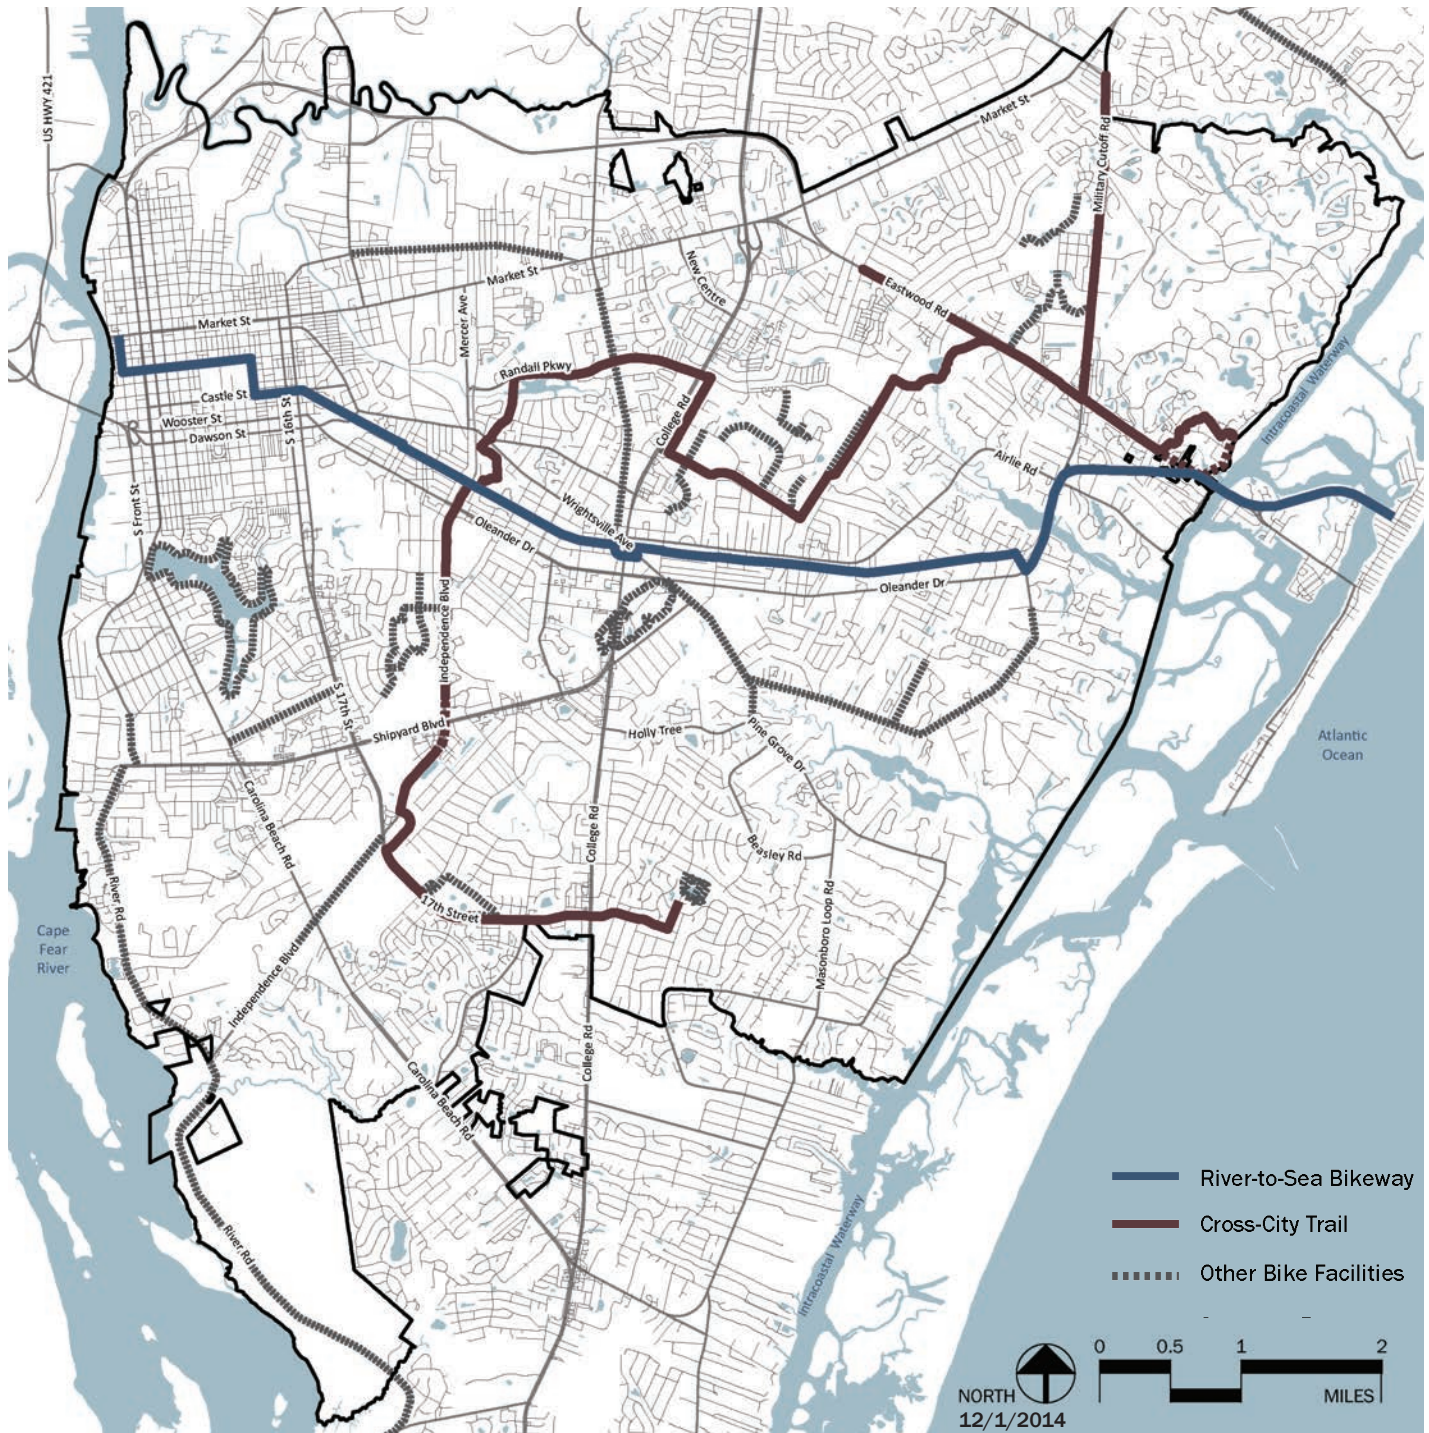 US HWY 421
Market St
Military Cutoff Rd
New Centre
Market St
Eastwood Rd
Mercer Ave
Market St
Intracoastal Waterway
Randall Pkwy
Castle St
College Rd
Wooster St
Dawson St
S 16th St
Airlie Rd
S Front St
Wrightsville Ave
Oleander Dr
Oleander Dr
Independence Blvd
S 17th St
Shipyard Blvd
Holly Tree
Pine Grove Dr
Atlantic
Ocean
Carolina Beach Rd
College Rd
Beasley Rd
River Rd
17th Street
Masonboro Loop Rd
Cape
Fear
River
Independence Blvd
College Rd
Carolina Beach Rd
River Rd
Intracoastal Waterway
River-to-Sea Bikeway
Cross-City Trail
Other Bike Facilities
0 0.5 1 2
NORTH
MILES
12/1/2014